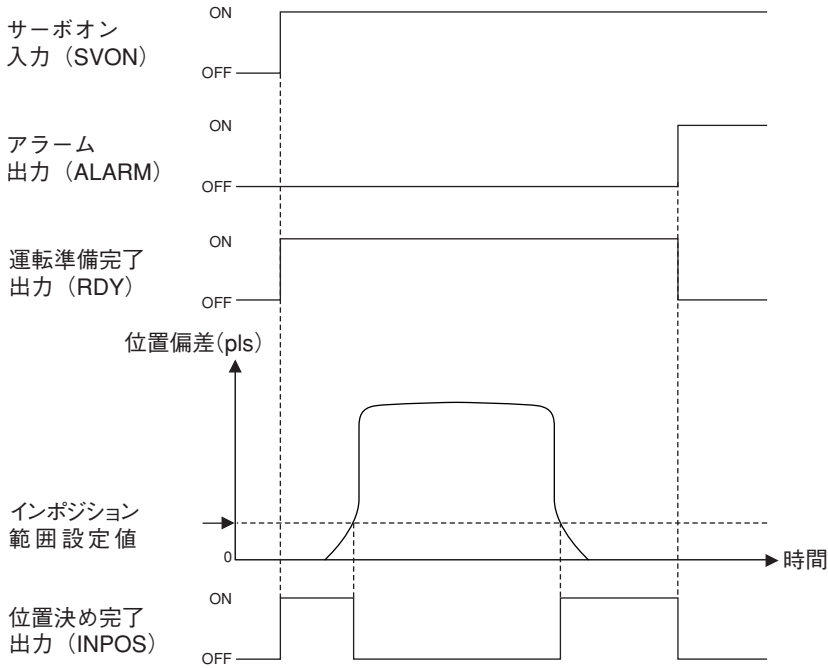 サーボオン
入力（SVON）
ON
OFF
アラーム
出力（ALARM）
ON
OFF
運転準備完了
出力（RDY）
ON
OFF
位置偏差(pls)
インポジション
範囲設定値
0
時間
位置決め完了
出力（INPOS）
ON
OFF